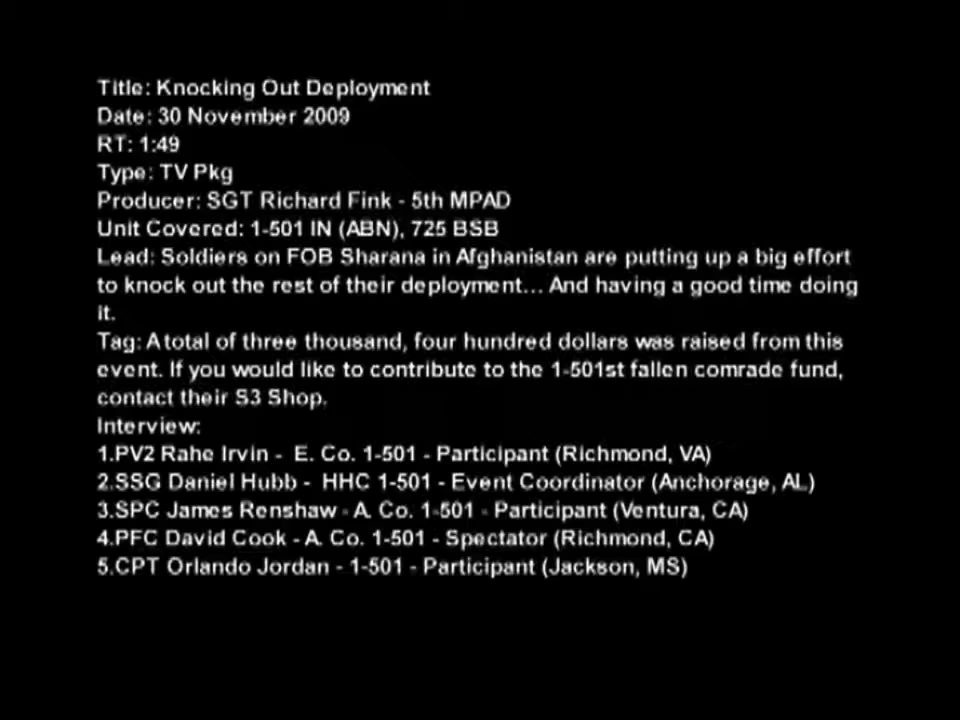 Title: Knocking Out Deployment
Date: 30 November 2009
RT: 1:49
Type: TV Pkg
Producer: SGT Richard Fink - 5th MPAD
Unit Covered: 1-501 IN (ABN), 725 BSB
Lead: Soldiers on FOB Sharana in Afghanistan are putting up a big effort
to knock out the rest of their deployment... And having a good time doing
it.
Tag: A total of three thousand, four hundred dollars was raised from this
event. If you would like to contribute to the 1-501st fallen comrade fund,
contact their S3 Shop.
Interview:
1.PV2 Rahe Irvin -  E. Co. 1-501 - Participant (Richmond, VA)
2.SSG Daniel Hubb -  HHC 1-501 - Event Coordinator (Anchorage, AL)
3.SPC James Renshaw - A. Co. 1-501 - Participant (Ventura, CA)
4.PFC David Cook - A. Co. 1-501 - Spectator (Richmond, CA)
5.CPT Orlando Jordan - 1-501 - Participant (Jackson, MS)